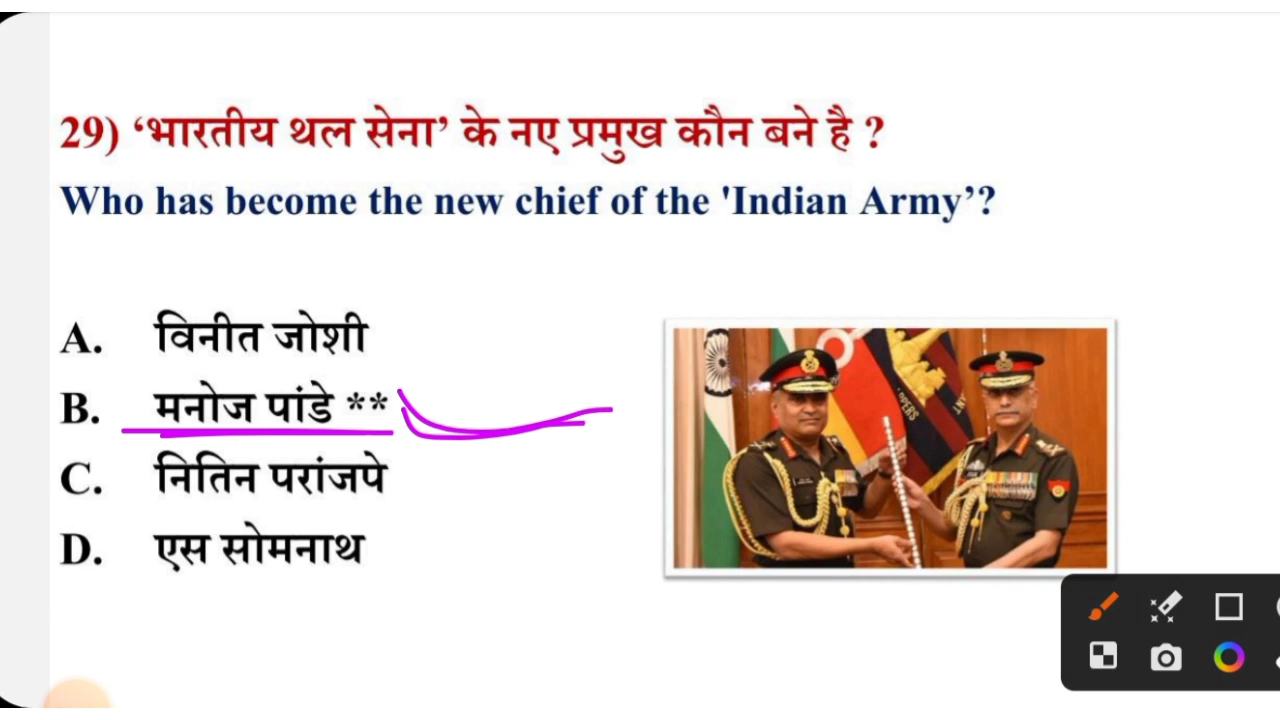 29) ‘भारतीय थल सेना’ के नए प्रमुख कौन बने है ?
Who has become the new chief of the 'Indian Army’?
A. विनीत जोशी
B. मनोज पांडे **
C. नितिन परांजपे
D. एस सोमनाथ